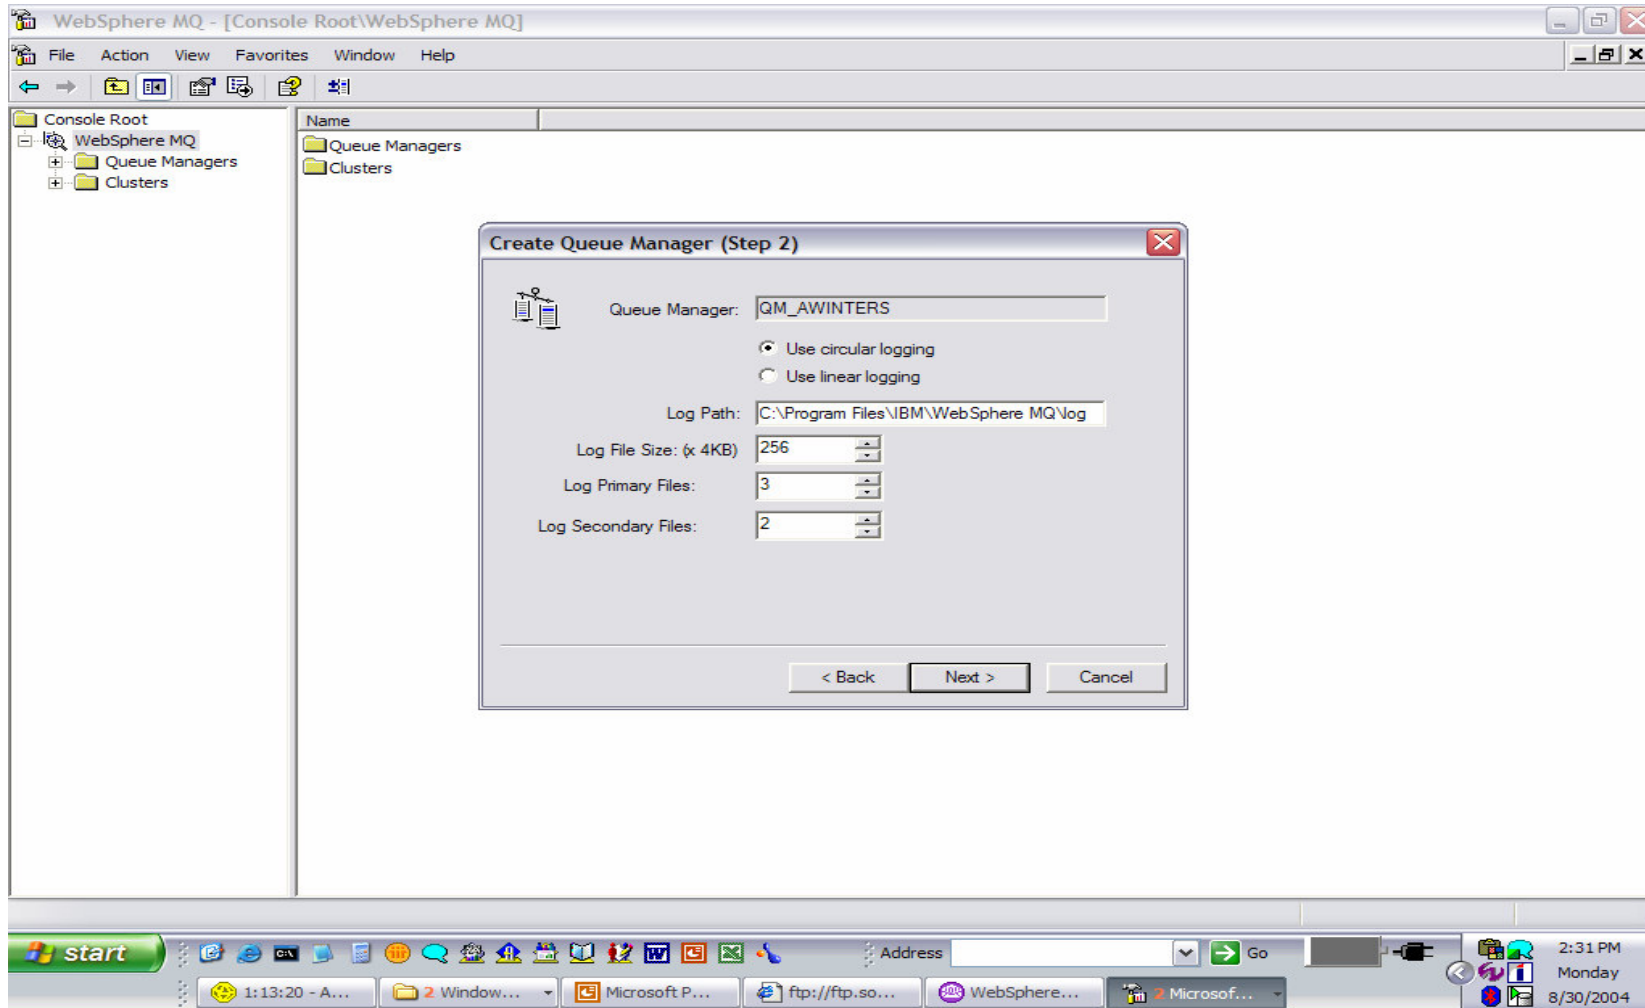 WebSphere MQ - [Console Root\WebSphere MQ]
File Action View Favorites Window Help
Console Root
WebSphere MQ
Queue Managers
Clusters
Name
Queue Managers
Clusters
Create Queue Manager (Step 2)
Queue Manager: QM_AWINTERS
Use circular logging
Use linear logging
Log Path: C:\Program Files\IBM\WebSphere MQ\log
Log File Size: (x 4KB) 256
Log Primary Files: 3
Log Secondary Files: 2
< Back Next > Cancel
start Address Go 2:31 PM
Monday
1:13:20 - A... 2 Window... Microsoft P... ftp://ftp.so... WebSphere... 2 Microsof... 8/30/2004